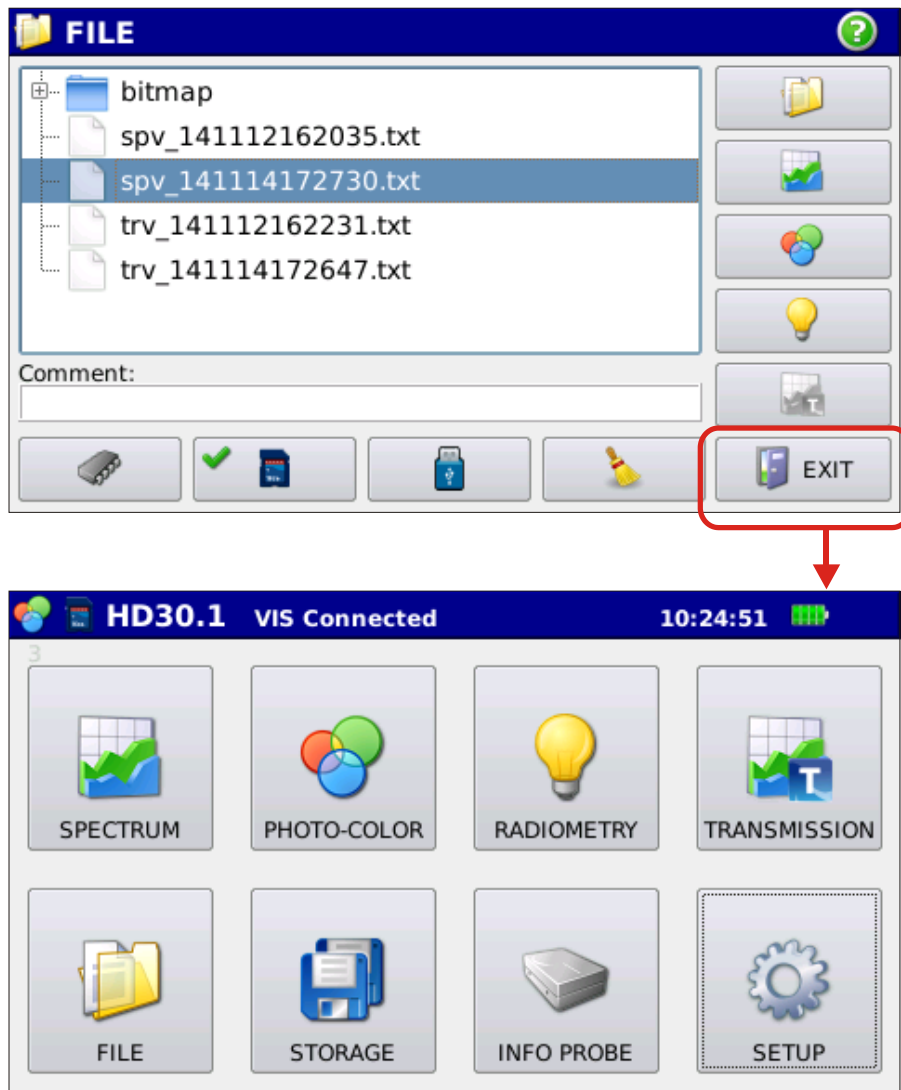 FILE
bitmap
spv_141112162035.txt
spv_141114172730.txt
trv_141112162231.txt
trv_141114172647.txt
Comment:
T
EXIT
HD30.1 VIS Connected 10:24:51
3
T
SPECTRUM PHOTO-COLOR RADIOMETRY TRANSMISSION
FILE STORAGE INFO PROBE SETUP